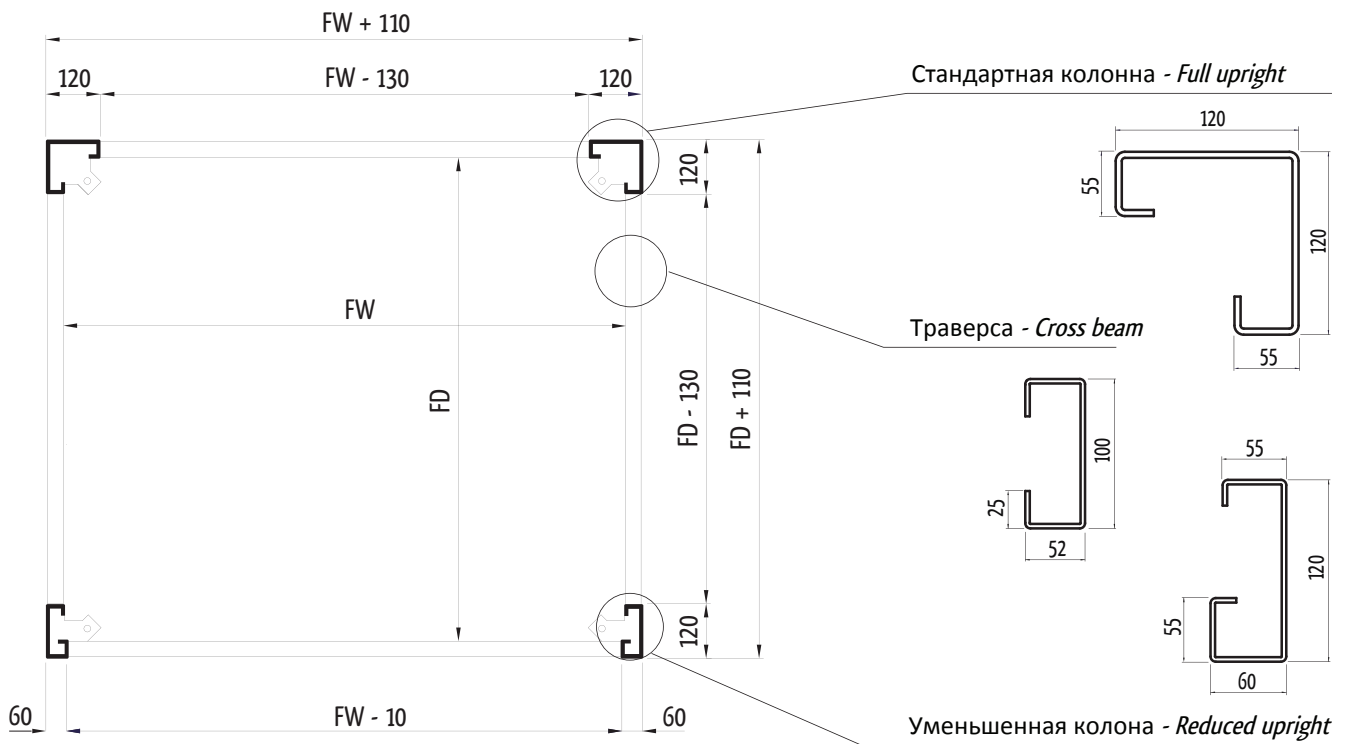 FW + 110
120 FW - 130 120
Стандартная колонна - Full upright
120
55
120
55
120
FW
FD
FD - 130
FD + 110
Траверса - Cross beam
100
25
52
55
120
55
60
120
60 FW - 10 60
Уменьшенная колона - Reduced upright